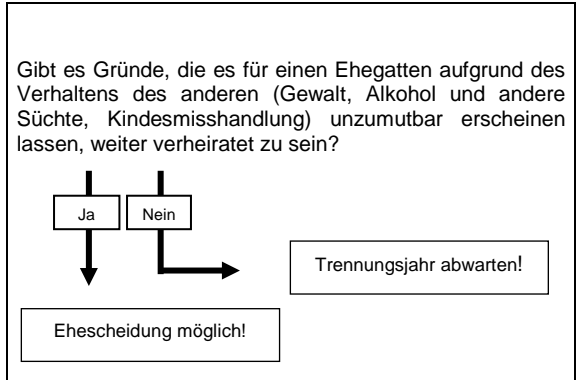 Gibt es Gründe, die es für einen Ehegatten aufgrund des
Verhaltens des anderen (Gewalt, Alkohol und andere
Süchte, Kindesmisshandlung) unzumutbar erscheinen
lassen, weiter verheiratet zu sein?
Ja
Nein
Trennungsjahr abwarten!
Ehescheidung möglich!